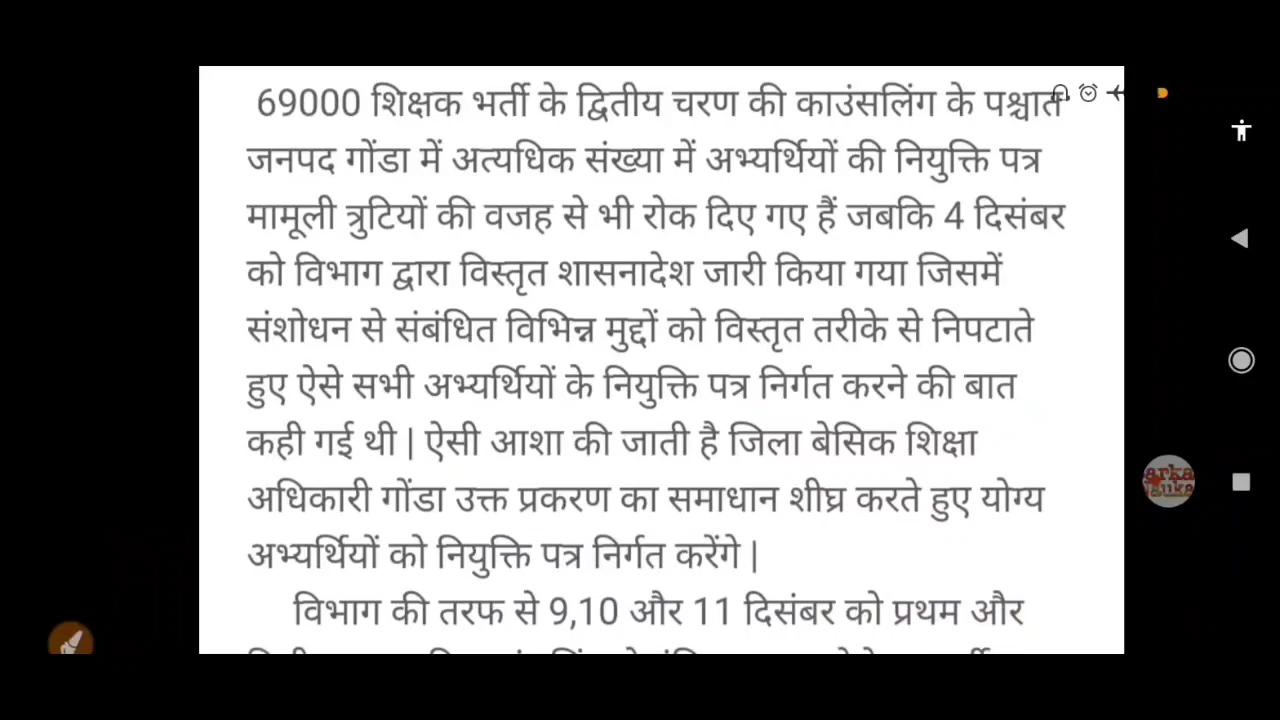 69000 शिक्षक भर्ती के द्वितीय चरण की काउंसलिंग के पश्चात
जनपद गोंडा में अत्यधिक संख्या में अभ्यर्थियों की नियुक्ति पत्र
मामूली त्रुटियों की वजह से भी रोक दिए गए हैं जबकि 4 दिसंबर
को विभाग द्वारा विस्तृत शासनादेश जारी किया गया जिसमें
संशोधन से संबंधित विभिन्न मुद्दों को विस्तृत तरीके से निपटाते
हुए ऐसे सभी अभ्यर्थियों के नियुक्ति पत्र निर्गत करने की बात
कही गई थी | ऐसी आशा की जाती है जिला बेसिक शिक्षा
अधिकारी गोंडा उक्त प्रकरण का समाधान शीघ्र करते हुए योग्य
अभ्यर्थियों को नियुक्ति पत्र निर्गत करेंगे |
विभाग की तरफ से 9,10 और 11 दिसंबर को प्रथम और